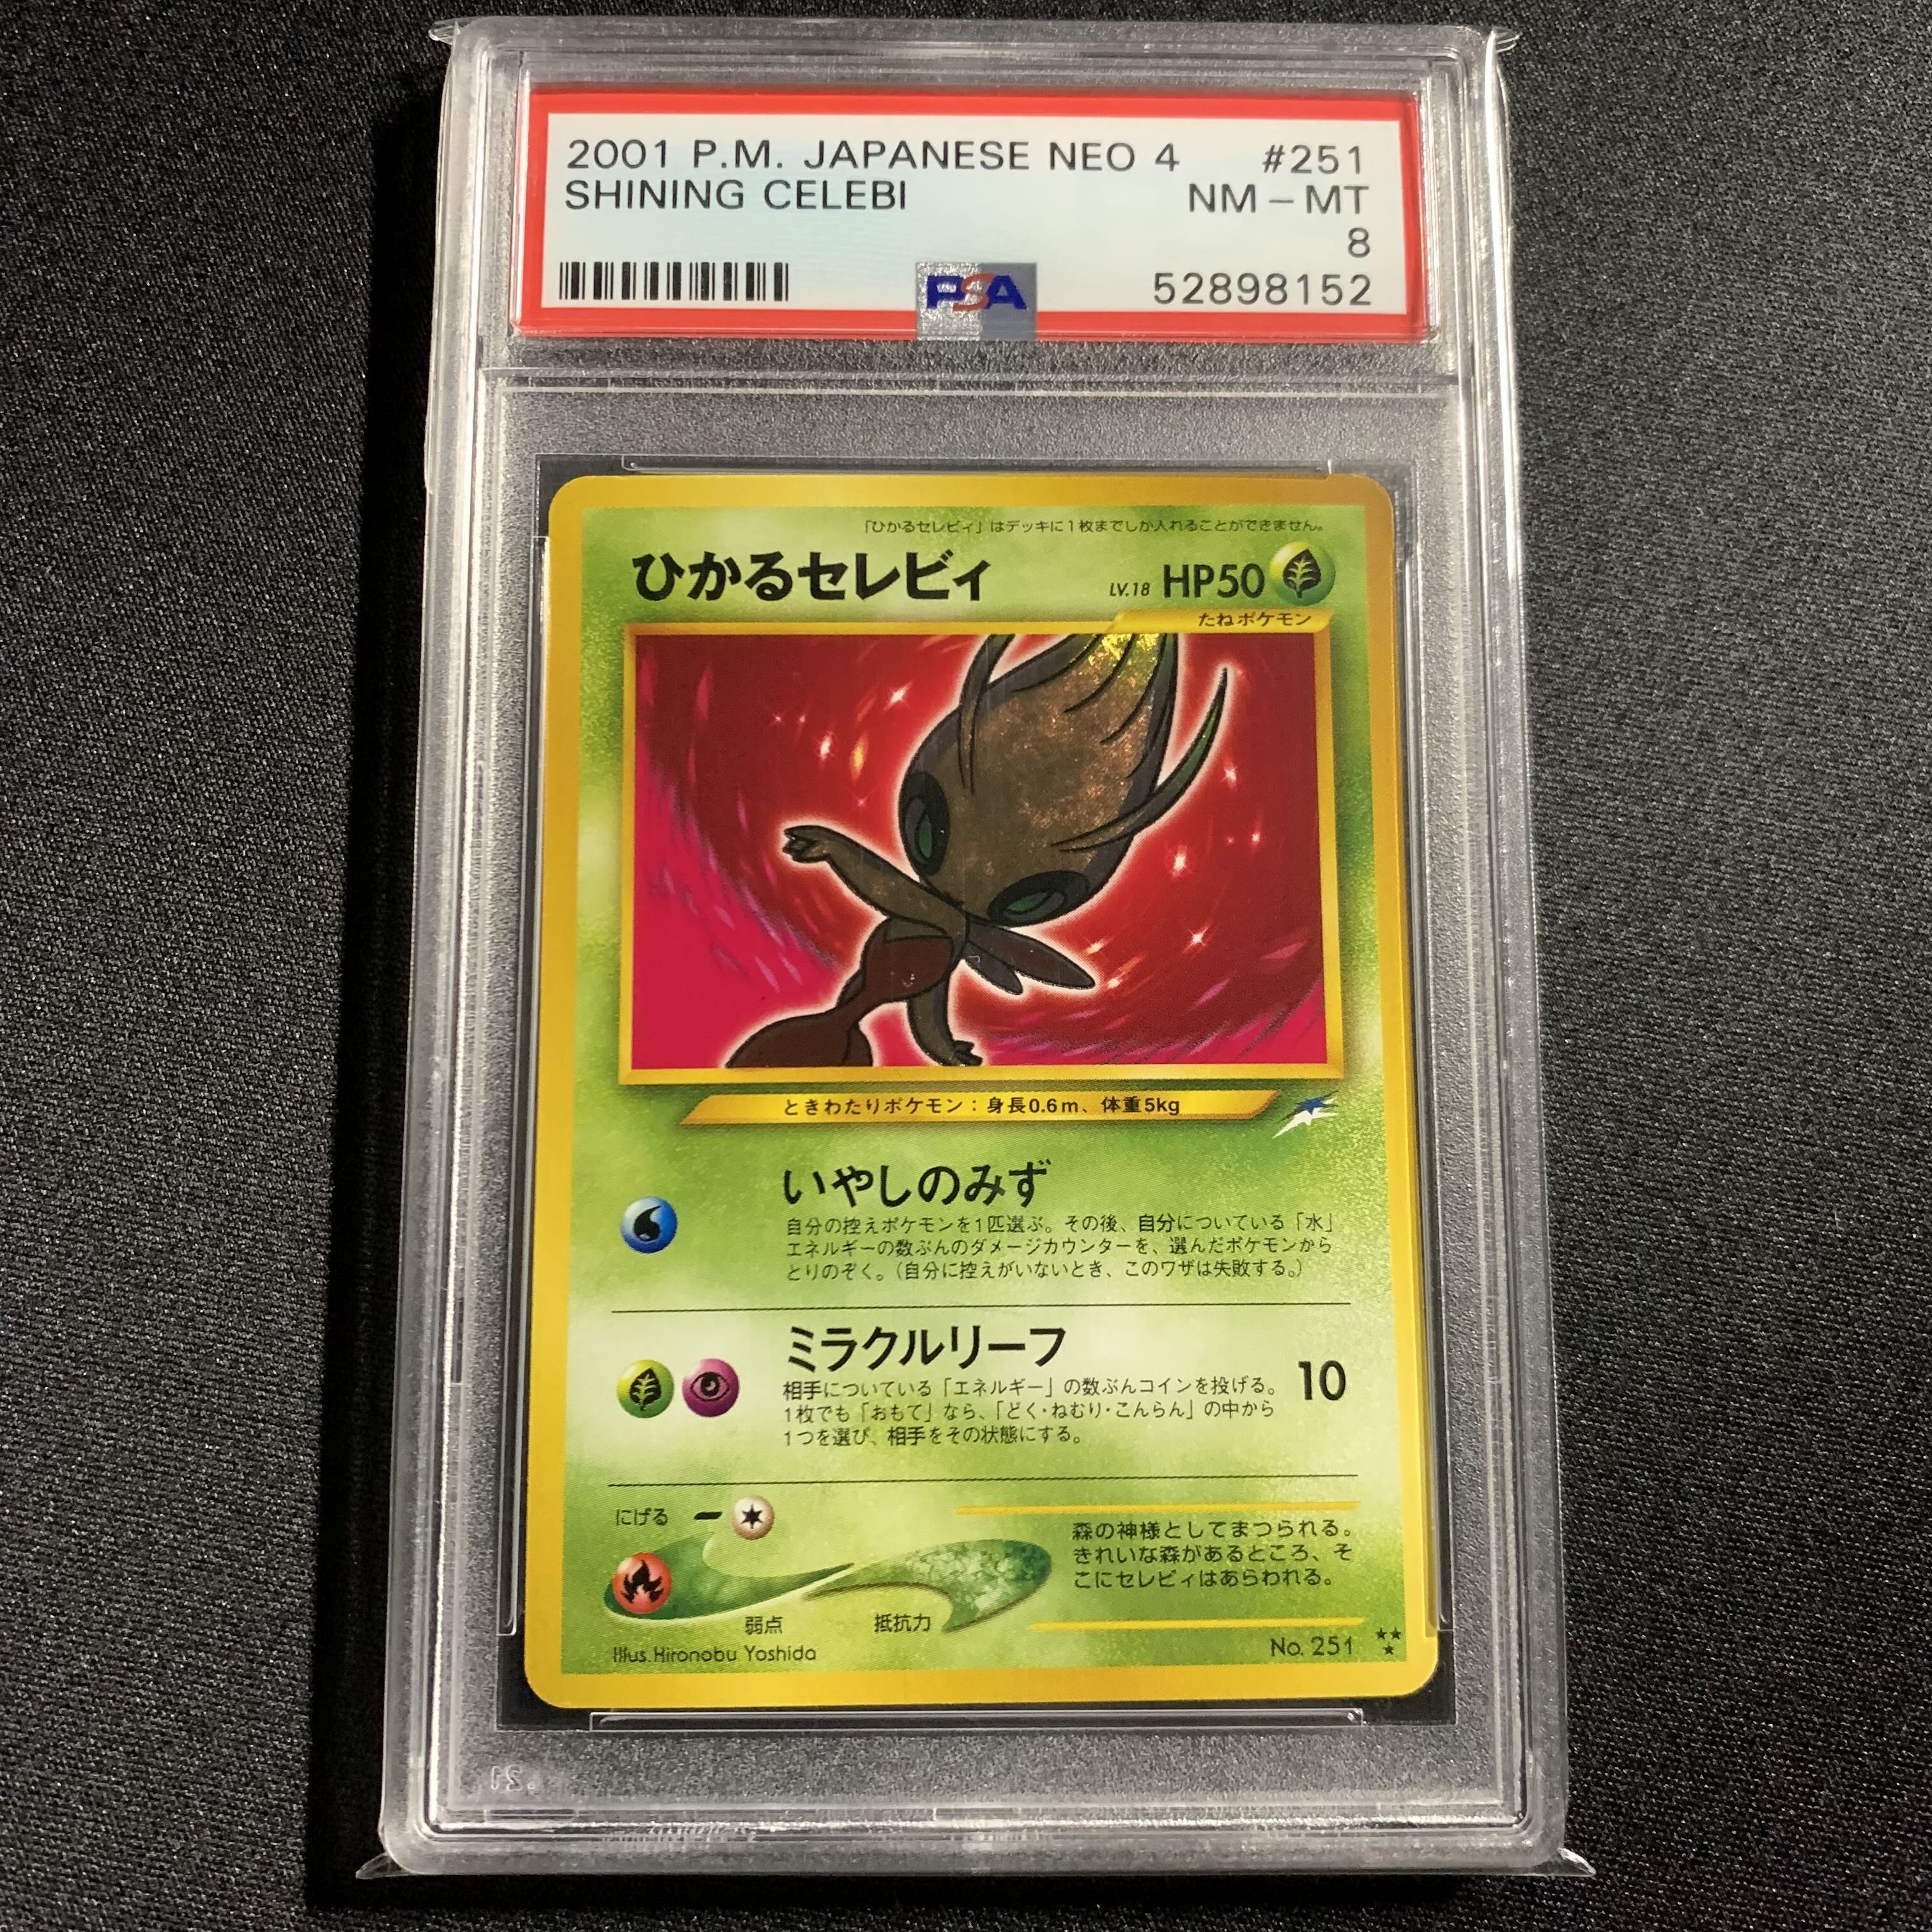 2001 P.M. JAPANESE NEO 4 #251
SHINING CELEBI NM - MT
8
PSA 52898152
「ひかるセレビィ」はデッキに1枚までしか入れることができません。
ひかるセレビィ LV.18 HP50
たねポケモン
ときわたりポケモン：身長0.6m、体重5kg
いやしのみず
自分の控えポケモンを1匹選ぶ。その後、自分についている「水」
エネルギーの数ぶんのダメージカウンターを、選んだポケモンから
とりのぞく。（自分に控えがいないとき、このワザは失敗する。）
ミラクルリーフ
相手についている「エネルギー」の数ぶんコインを投げる。 10
1枚でも「おもて」なら、「どく・ねむり・こんらん」の中から
1つを選び、相手をその状態にする。
にげる
森の神様としてまつられる。
きれいな森があるところ、そ
こにセレビィはあらわれる。
弱点 抵抗力
Illus. Hironobu Yoshida No. 251